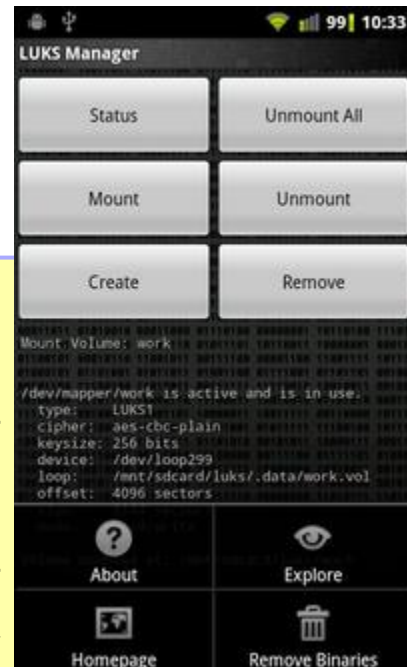 99 10:33
LUKS Manager
Status Unmount All
Mount Unmount
Create Remove
Mount Volume: work
/dev/mapper/work is active and is in use.
type: LUKS1
cipher: aes-cbc-plain
keysize: 256 bits
device: /dev/loop299
loop: /mnt/sdcard/luks/.data/work.vol
offset: 4096 sectors
About Explore
Homepage Remove Binaries